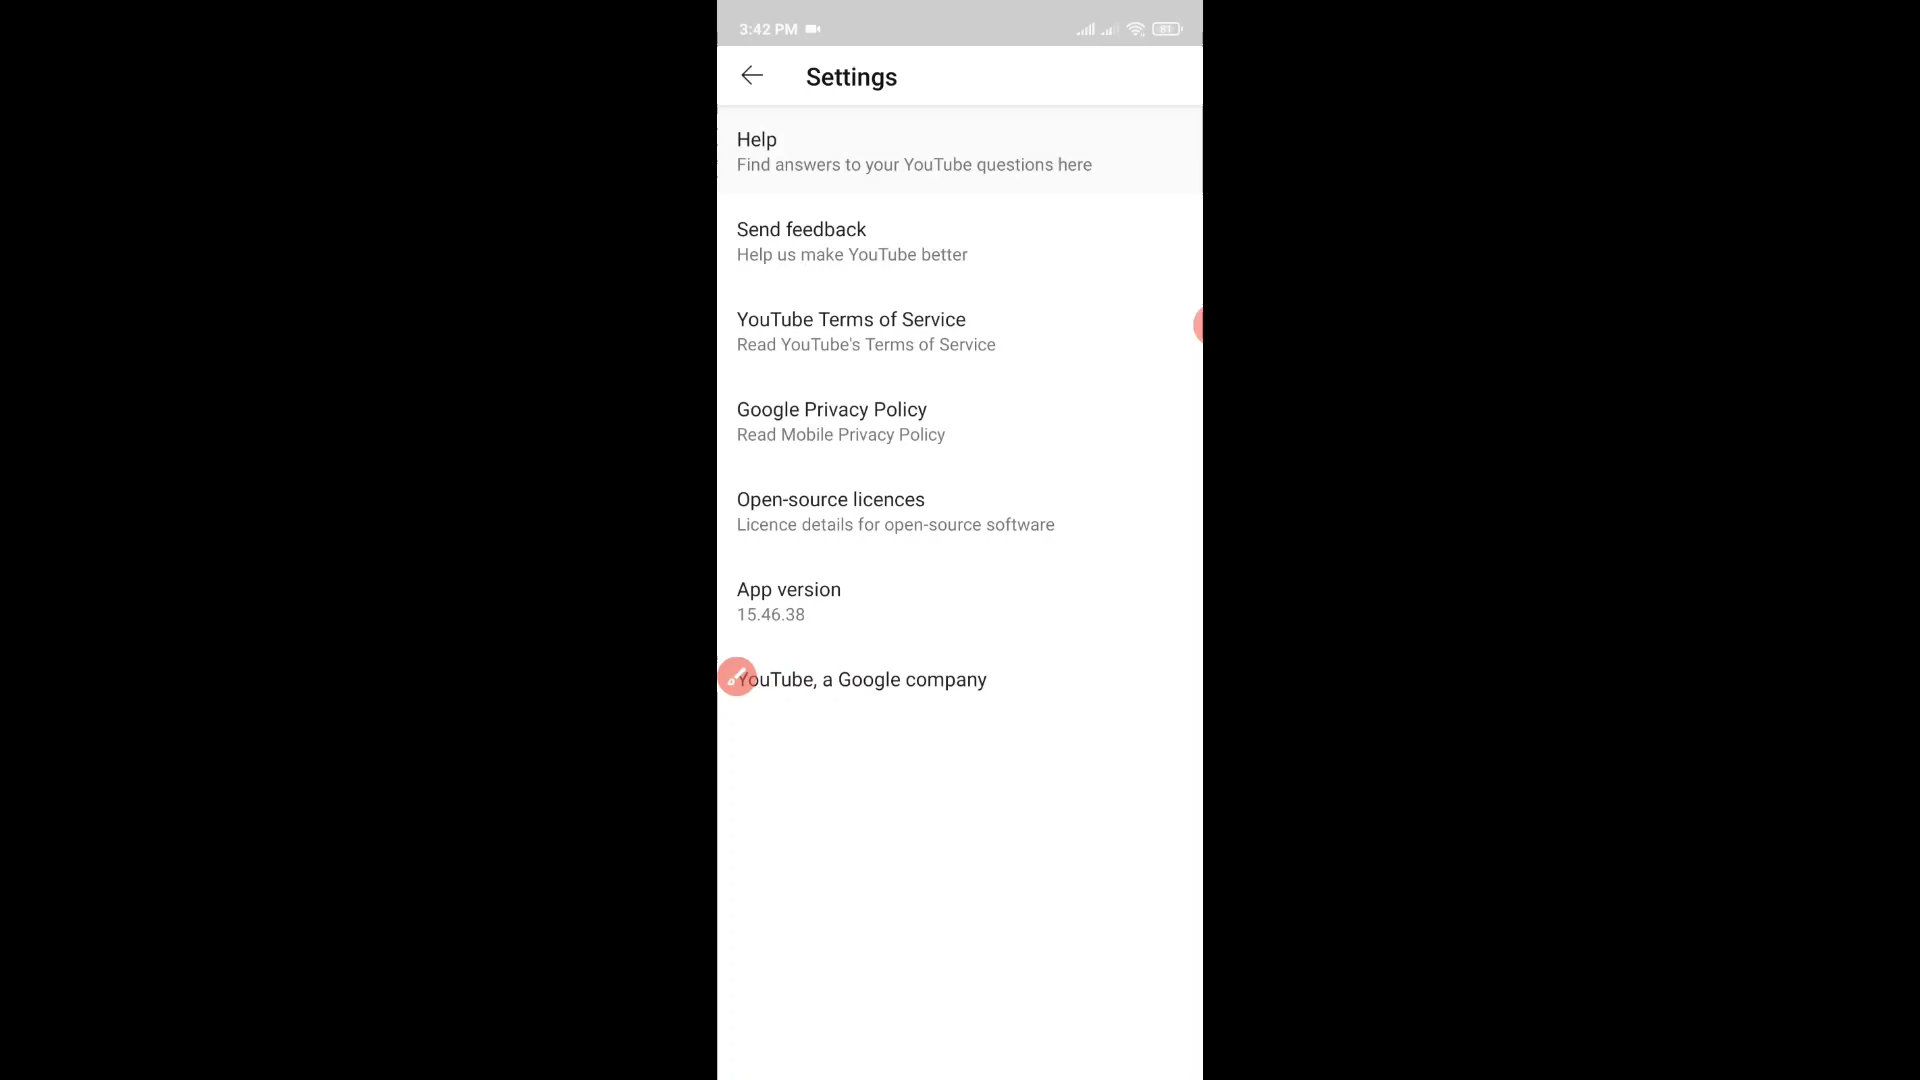 3:42 PM
81
Settings
Help
Find answers to your YouTube questions here
Send feedback
Help us make YouTube better
YouTube Terms of Service
Read YouTube's Terms of Service
Google Privacy Policy
Read Mobile Privacy Policy
Open-source licences
Licence details for open-source software
App version
15.46.38
YouTube, a Google company